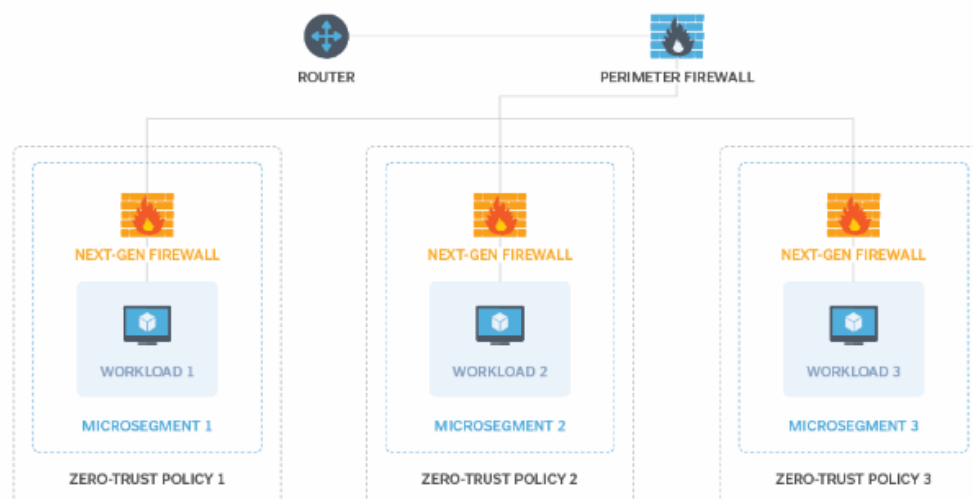 ROUTER
PERIMETER FIREWALL
NEXT-GEN FIREWALL
NEXT-GEN FIREWALL
NEXT-GEN FIREWALL
WORKLOAD 1
WORKLOAD 2
WORKLOAD 3
MICROSEGMENT 1
MICROSEGMENT 2
MICROSEGMENT 3
ZERO-TRUST POLICY 1
ZERO-TRUST POLICY 2
ZERO-TRUST POLICY 3